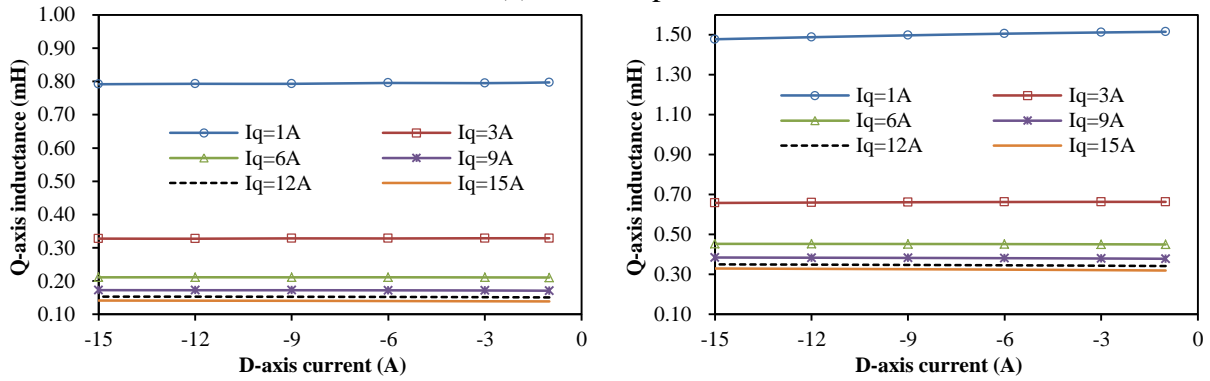 1.00
0.90
0.80
0.70
0.60
0.50
0.40
0.30
0.20
0.10
Q-axis inductance (mH)
Iq=1A
Iq=3A
Iq=6A
Iq=9A
Iq=12A
Iq=15A
-15 -12 -9 -6 -3 0
D-axis current (A)
1.50
1.30
1.10
0.90
0.70
0.50
0.30
0.10
Q-axis inductance (mH)
Iq=1A
Iq=3A
Iq=6A
Iq=9A
Iq=12A
Iq=15A
-15 -12 -9 -6 -3 0
D-axis current (A)